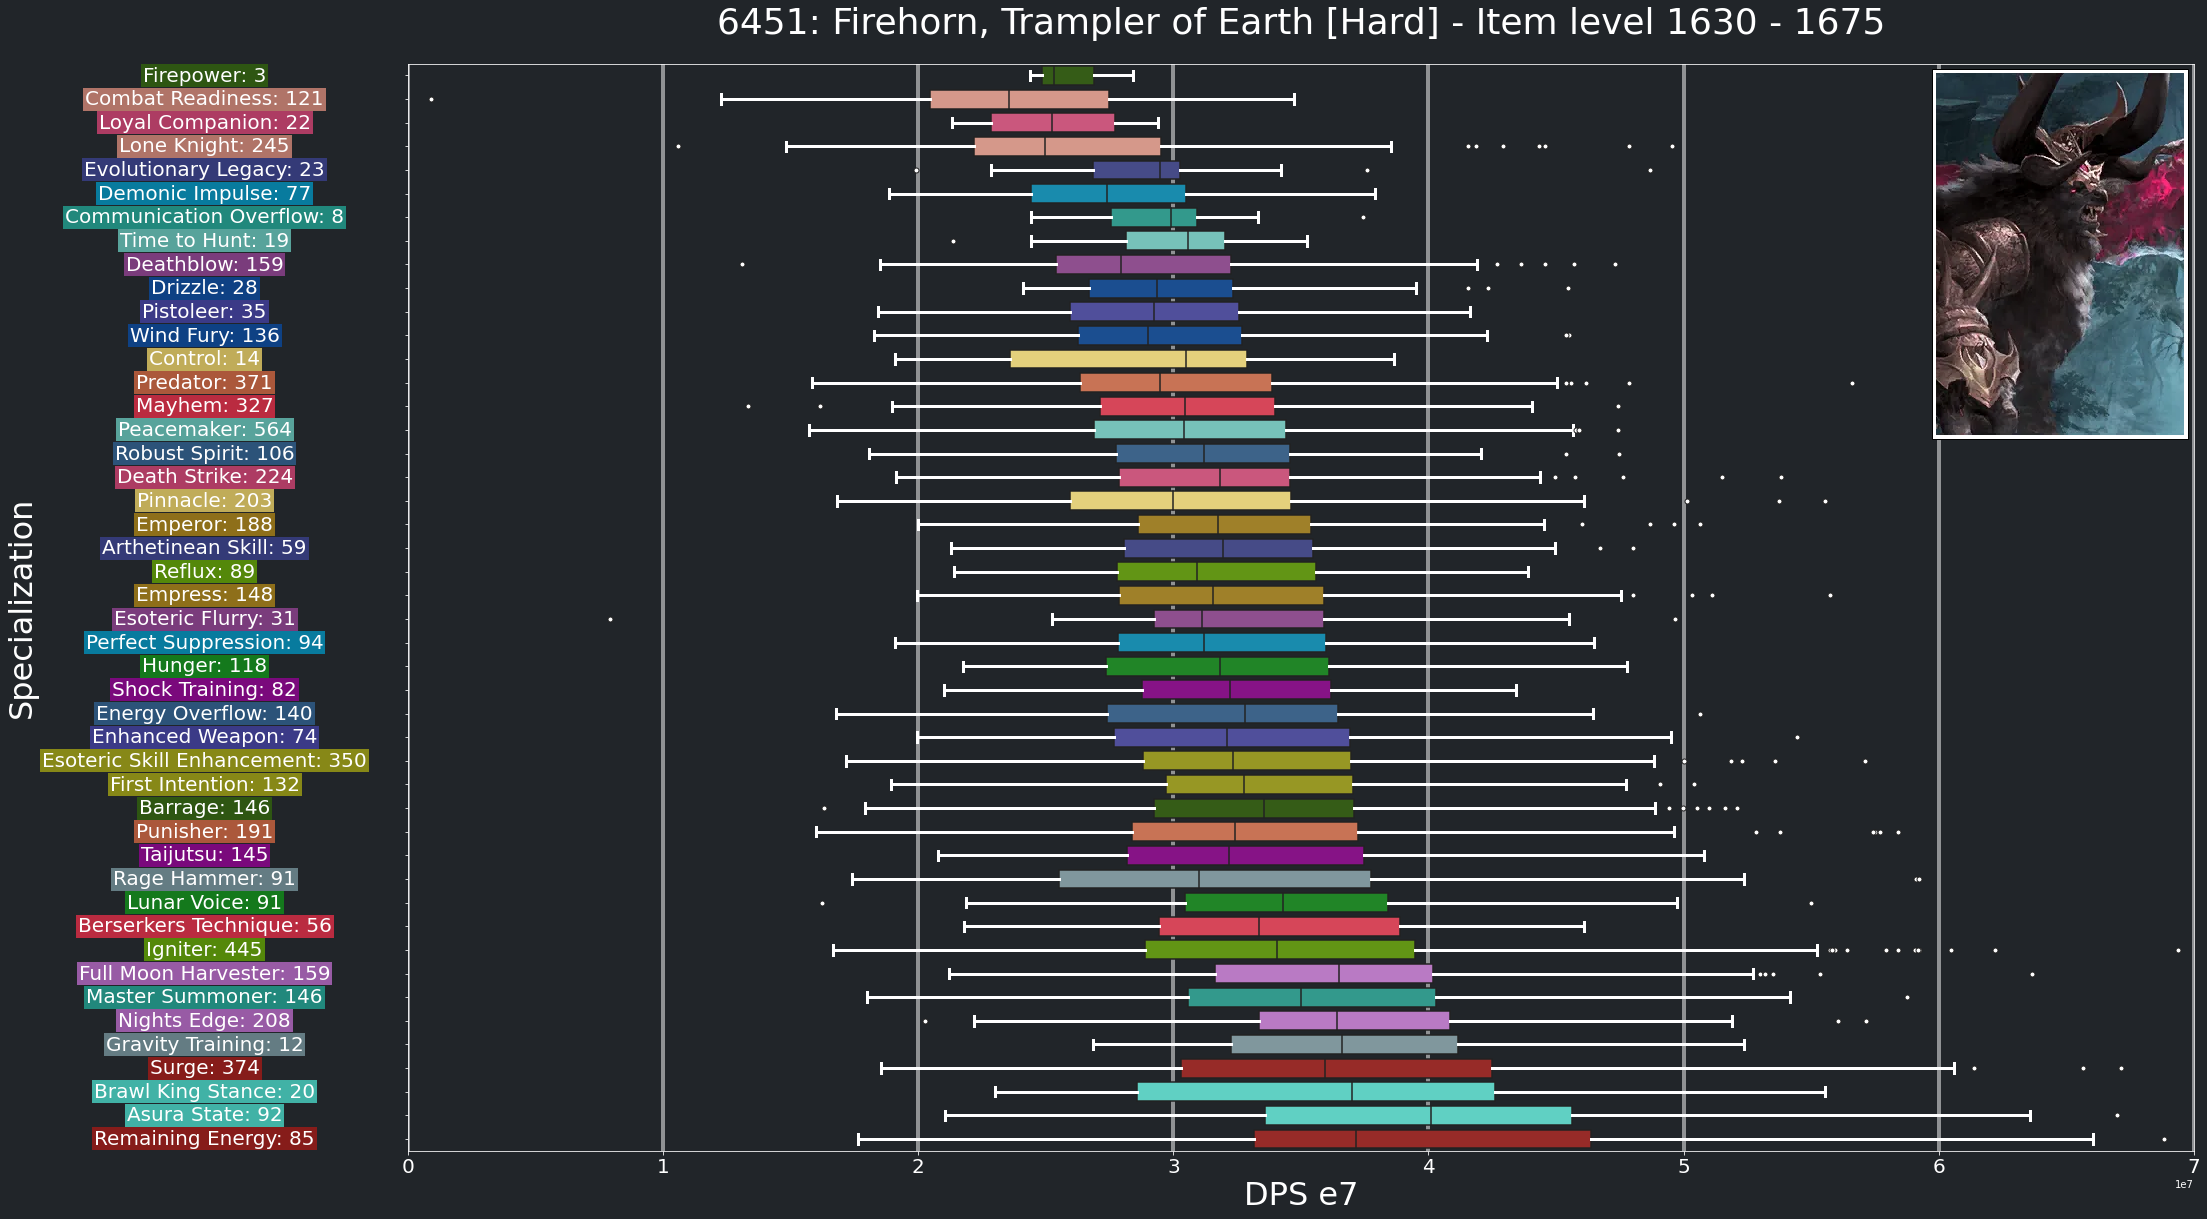 6451: Firehorn, Trampler of Earth [Hard] - Item level 1630 - 1675
Specialization
Firepower: 3
Combat Readiness: 121
Loyal Companion: 22
Lone Knight: 245
Evolutionary Legacy: 23
Demonic Impulse: 77
Communication Overflow: 8
Time to Hunt: 19
Deathblow: 159
Drizzle: 28
Pistoleer: 35
Wind Fury: 136
Control: 14
Predator: 371
Mayhem: 327
Peacemaker: 564
Robust Spirit: 106
Death Strike: 224
Pinnacle: 203
Emperor: 188
Arthetinean Skill: 59
Reflux: 89
Empress: 148
Esoteric Flurry: 31
Perfect Suppression: 94
Hunger: 118
Shock Training: 82
Energy Overflow: 140
Enhanced Weapon: 74
Esoteric Skill Enhancement: 350
First Intention: 132
Barrage: 146
Punisher: 191
Taijutsu: 145
Rage Hammer: 91
Lunar Voice: 91
Berserkers Technique: 56
Igniter: 445
Full Moon Harvester: 159
Master Summoner: 146
Nights Edge: 208
Gravity Training: 12
Surge: 374
Brawl King Stance: 20
Asura State: 92
Remaining Energy: 85
0 1 2 3 4 5 6 7
1e7
DPS e7